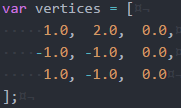 var vertices = [
1.0, 2.0, 0.0,
-1.0, -1.0, 0.0,
1.0, -1.0, 0.0
];